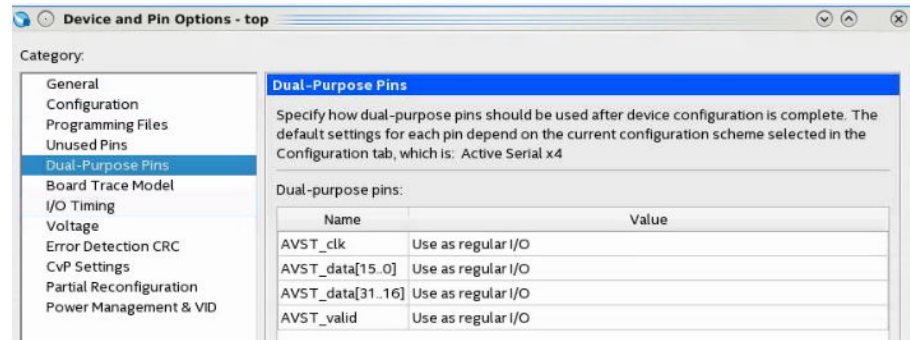 Device and Pin Options - top
Category:
General
Configuration
Programming Files
Unused Pins
Dual-Purpose Pins
Board Trace Model
I/O Timing
Voltage
Error Detection CRC
CvP Settings
Partial Reconfiguration
Power Management & VID
Dual-Purpose Pins
Specify how dual-purpose pins should be used after device configuration is complete. The
default settings for each pin depend on the current configuration scheme selected in the
Configuration tab, which is: Active Serial x4
Dual-purpose pins:
Name Value
AVST_clk Use as regular I/O
AVST_data[15..0] Use as regular I/O
AVST_data[31..16] Use as regular I/O
AVST_valid Use as regular I/O